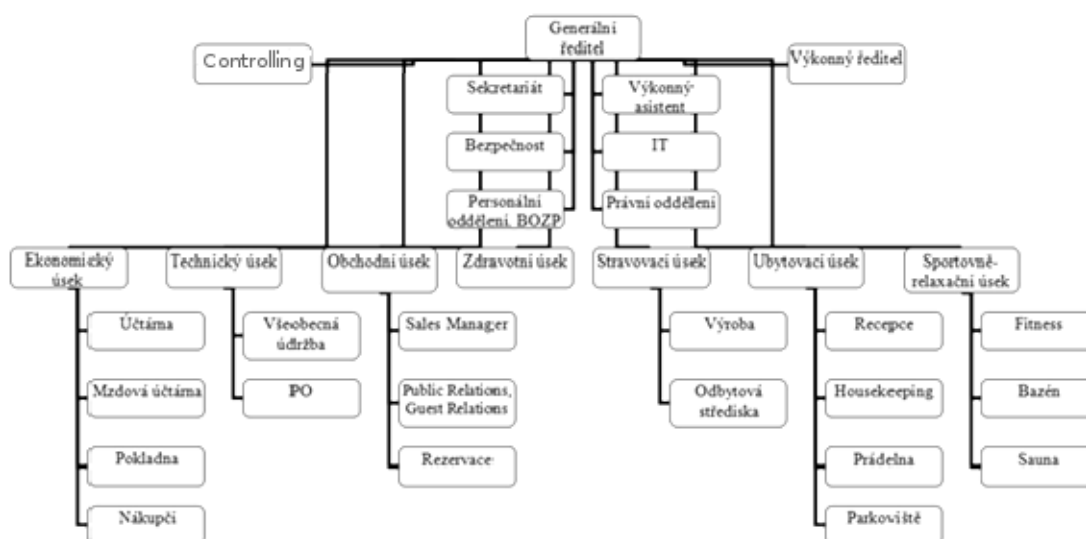 Generální
ředitel
Controlling
Výkonný ředitel
Sekretariát
Výkonný
asistent
Bezpečnost
IT
Personální
oddělení, BOZP
Právní oddělení
Ekonomický
úsek
Technický úsek
Obchodní úsek
Zdravotní úsek
Stravovací úsek
Ubytovací úsek
Sportovně-
relaxační úsek
Účtárna
Všeobecná
údržba
Sales Manager
Výroba
Recepce
Fitness
Mzdová účtárna
PO
Public Relations,
Guest Relations
Odbytová
střediska
Housekeeping
Bazén
Pokladna
Rezervace
Prádelna
Sauna
Nákupčí
Parkoviště